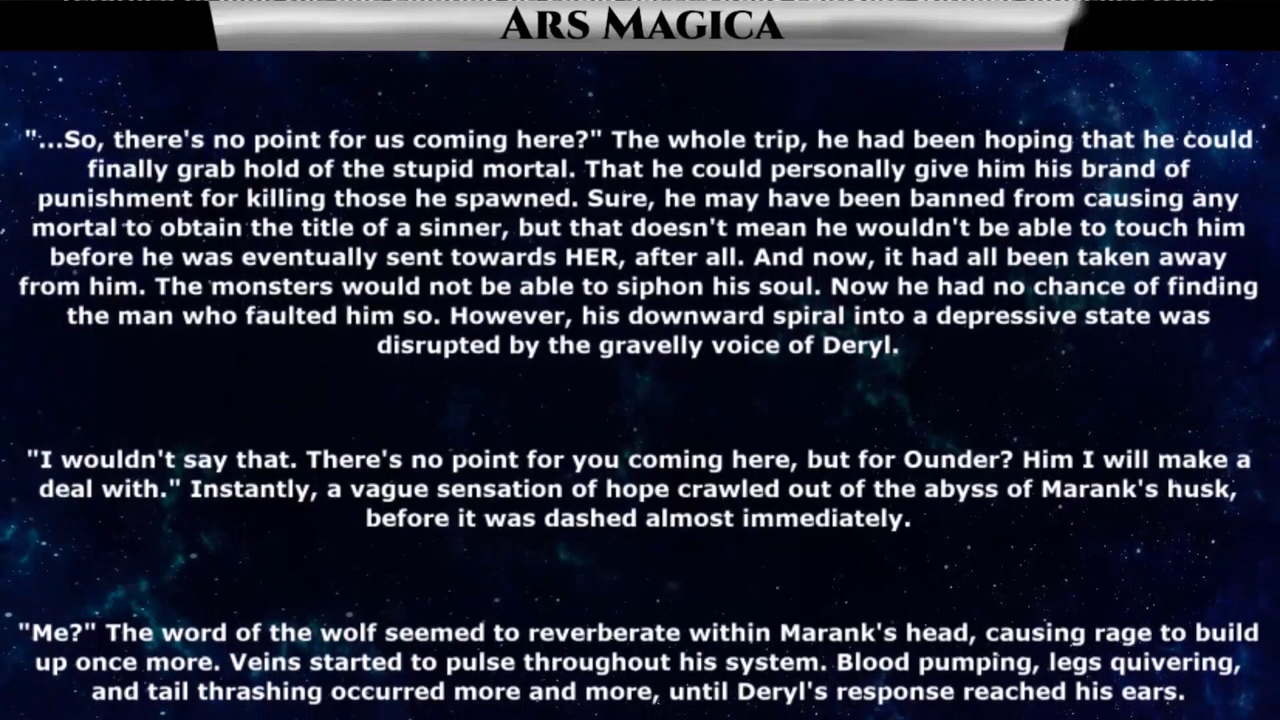 Ars Magica
"...So, there's no point for us coming here?" The whole trip, he had been hoping that he could
finally grab hold of the stupid mortal. That he could personally give him his brand of
punishment for killing those he spawned. Sure, he may have been banned from causing any
mortal to obtain the title of a sinner, but that doesn't mean he wouldn't be able to touch him
before he was eventually sent towards HER, after all. And now, it had all been taken away
from him. The monsters would not be able to siphon his soul. Now he had no chance of finding
the man who faulted him so. However, his downward spiral into a depressive state was
disrupted by the gravelly voice of Deryl.
"I wouldn't say that. There's no point for you coming here, but for Ounder? Him I will make a
deal with." Instantly, a vague sensation of hope crawled out of the abyss of Marank's husk,
before it was dashed almost immediately.
"Me?" The word of the wolf seemed to reverberate within Marank's head, causing rage to build
up once more. Veins started to pulse throughout his system. Blood pumping, legs quivering,
and tail thrashing occurred more and more, until Deryl's response reached his ears.